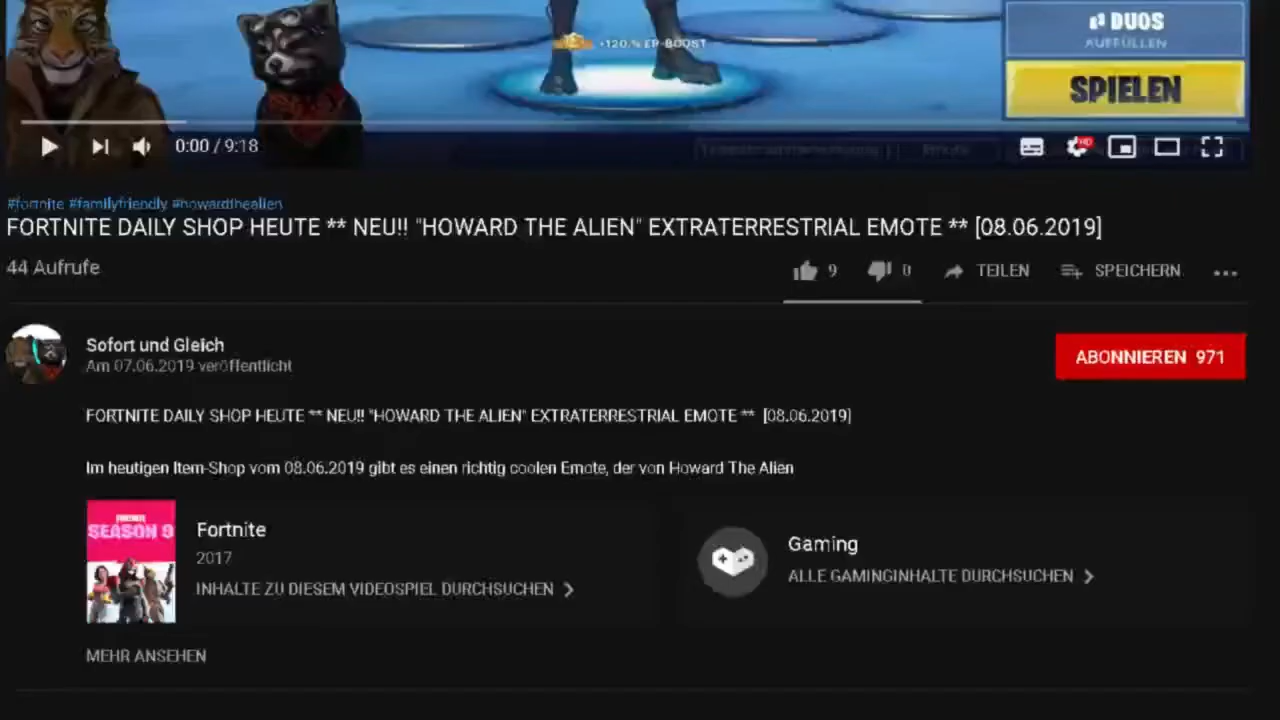 DUOS
AUFFÜLLEN
+120 % EP-BOOST
SPIELEN
0:00 / 9:18
HD
#fortnite #familyfriendly #howardthealien
FORTNITE DAILY SHOP HEUTE ** NEU!! "HOWARD THE ALIEN" EXTRATERRESTRIAL EMOTE ** [08.06.2019]
44 Aufrufe
9
0
TEILEN
SPEICHERN
Sofort und Gleich
Am 07.06.2019 veröffentlicht
ABONNIEREN 971
FORTNITE DAILY SHOP HEUTE ** NEU!! "HOWARD THE ALIEN" EXTRATERRESTRIAL EMOTE ** [08.06.2019]
Im heutigen Item-Shop vom 08.06.2019 gibt es einen richtig coolen Emote, der von Howard The Alien
FORTNITE
SEASON 9
Fortnite
2017
INHALTE ZU DIESEM VIDEOSPIEL DURCHSUCHEN
Gaming
ALLE GAMINGINHALTE DURCHSUCHEN
MEHR ANSEHEN